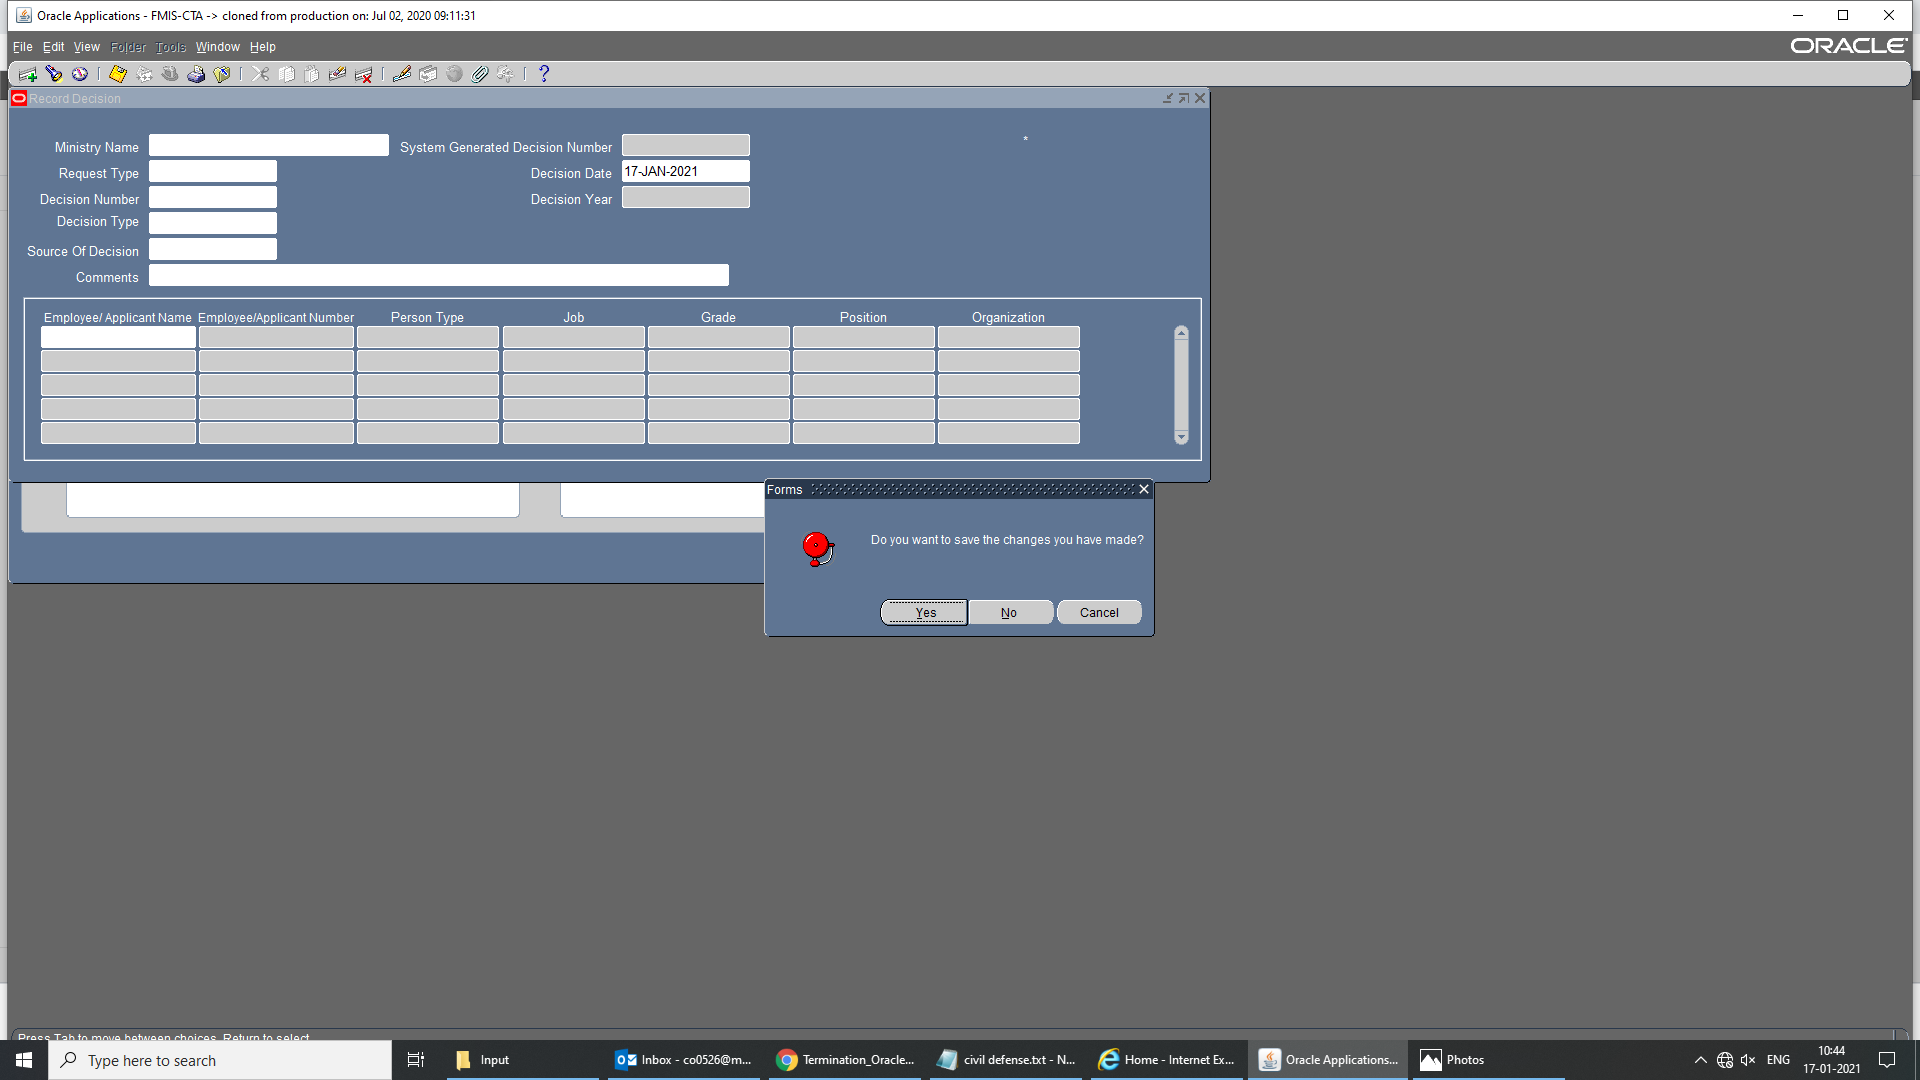 Oracle Applications - FMIS-CTA -> cloned from production on: Jul 02, 2020 09:11:31
File Edit View Folder Tools Window Help
ORACLE
Record Decision
Ministry Name System Generated Decision Number *
Request Type Decision Date 17-JAN-2021
Decision Number Decision Year
Decision Type
Source Of Decision
Comments
Employee/ Applicant Name Employee/Applicant Number Person Type Job Grade Position Organization
Forms
Do you want to save the changes you have made?
Yes No Cancel
Press Tab to move between choices, Return to select.
Type here to search
Input
Inbox - co0526@m...
Termination_Oracle...
civil defense.txt - N...
Home - Internet Ex...
Oracle Applications...
Photos
ENG
10:44
17-01-2021